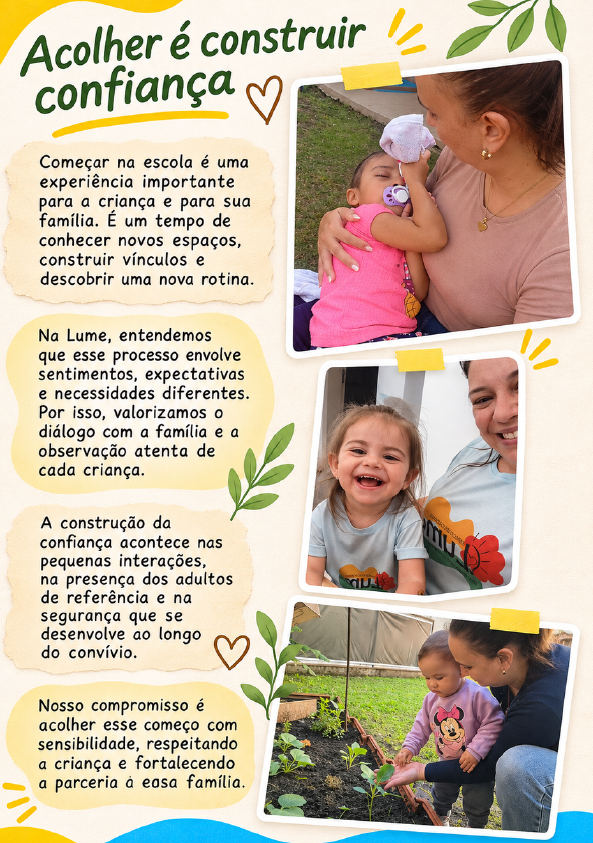 Acolher é construir
confiança
Começar na escola é uma
experiência importante
para a criança e para sua
família. É um tempo de
conhecer novos espaços,
construir vínculos e
descobrir uma nova rotina.
Na Lume, entendemos
que esse processo envolve
sentimentos, expectativas
e necessidades diferentes.
Por isso, valorizamos o
diálogo com a família e a
observação atenta de
cada criança.
A construção da
confiança acontece nas
pequenas interações,
na presença dos adultos
de referência e na
segurança que se
desenvolve ao longo
do convívio.
Nosso compromisso é
acolher esse começo com
sensibilidade, respeitando
a criança e fortalecendo
a parceria à essa família.